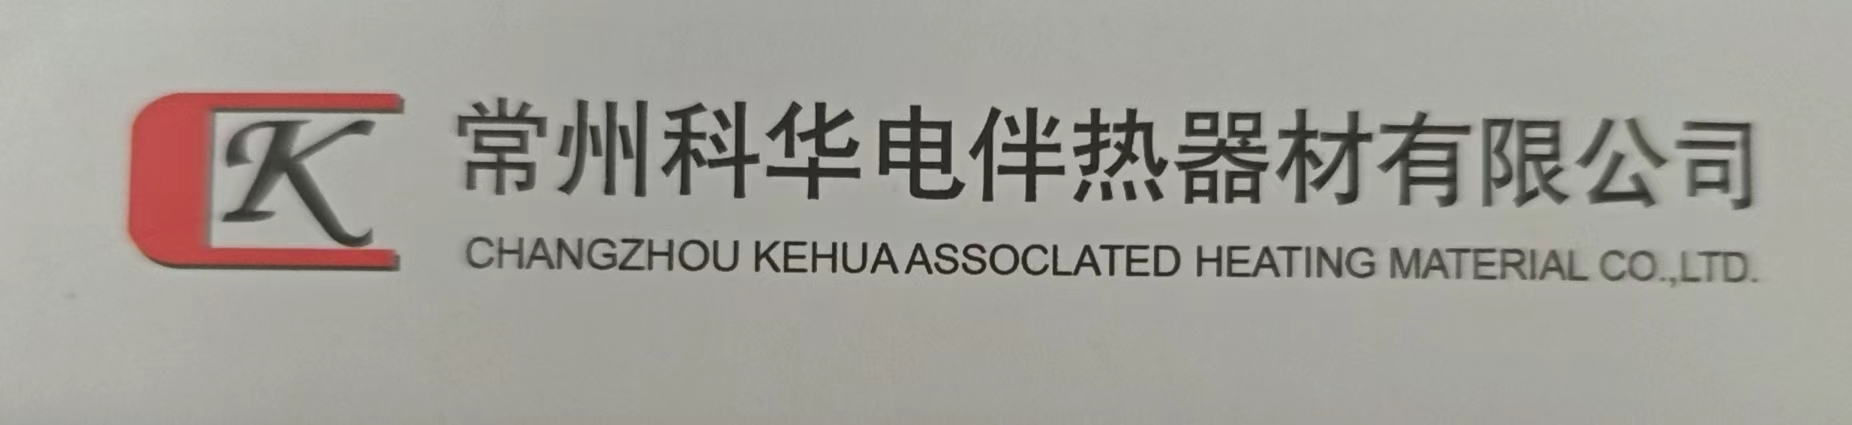 CK
常州科华电伴热器材有限公司
CHANGZHOU KEHUA ASSOCLATED HEATING MATERIAL CO.,LTD.